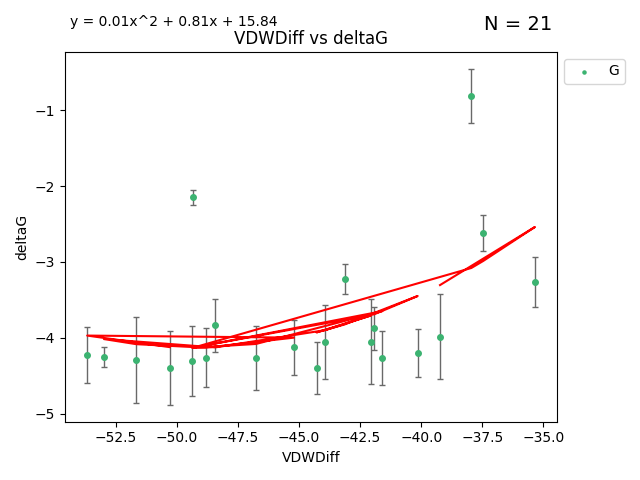 y = 0.01x^2 + 0.81x + 15.84
N = 21
VDWDiff vs deltaG
G
−1
−2
−3
−4
−5
deltaG
−52.5 −50.0 −47.5 −45.0 −42.5 −40.0 −37.5 −35.0
VDWDiff